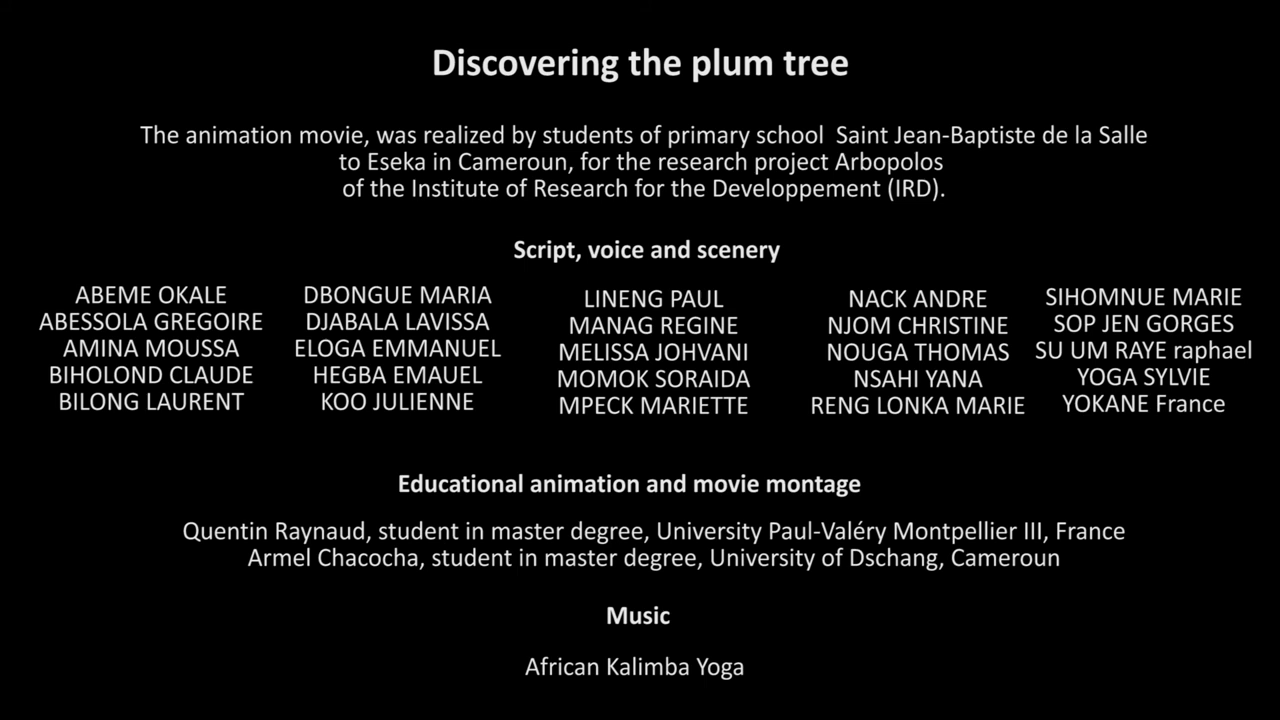 Discovering the plum tree
The animation movie, was realized by students of primary school Saint Jean-Baptiste de la Salle
to Eseka in Cameroun, for the research project Arbopolos
of the Institute of Research for the Developpement (IRD).
Script, voice and scenery
ABEME OKALE
ABESSOLA GREGOIRE
AMINA MOUSSA
BIHOLOND CLAUDE
BILONG LAURENT
DBONGUE MARIA
DJABALA LAVISSA
ELOGA EMMANUEL
HEGBA EMAUEL
KOO JULIENNE
LINENG PAUL
MANAG REGINE
MELISSA JOHVANI
MOMOK SORAIDA
MPECK MARIETTE
NACK ANDRE
NJOM CHRISTINE
NOUGA THOMAS
NSAHI YANA
RENG LONKA MARIE
SIHOMNUE MARIE
SOP JEN GORGES
SU UM RAYE raphael
YOGA SYLVIE
YOKANE France
Educational animation and movie montage
Quentin Raynaud, student in master degree, University Paul-Valéry Montpellier III, France
Armel Chacocha, student in master degree, University of Dschang, Cameroun
Music
African Kalimba Yoga